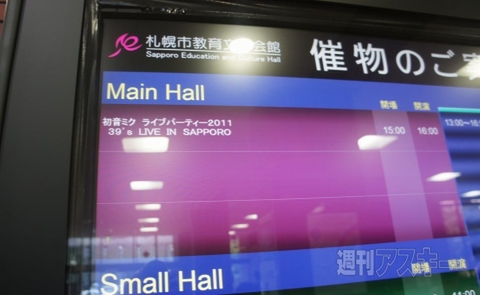 札幌市教育文化会館
Sapporo Education and Culture Hall
催物のご案
Main Hall
開場 開演
初音ミク ライブパーティー2011
39's LIVE IN SAPPORO
15:00 16:00
13:00～16:
Small Hall
開場 開演
週刊アスキー